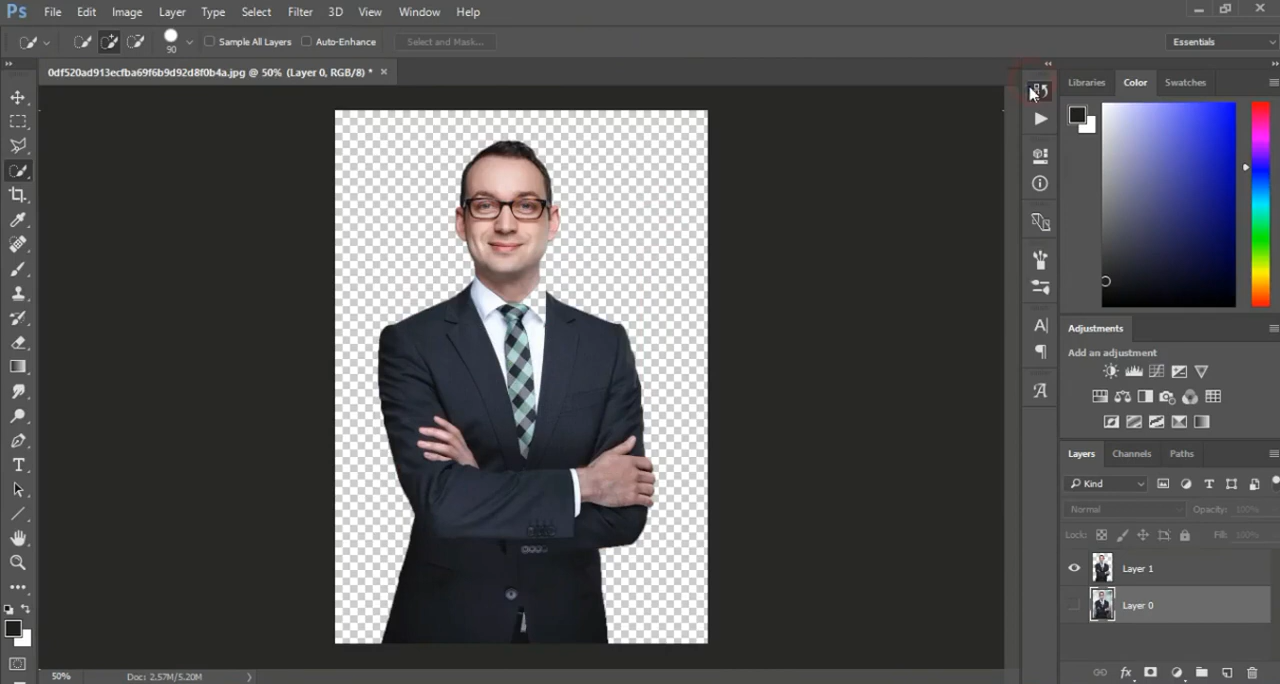 Ps File Edit Image Layer Type Select Filter 3D View Window Help
90 Sample All Layers Auto-Enhance Select and Mask... Essentials
0df520ad913ecfba69f6b9d92d8f0b4a.jpg @ 50% (Layer 0, RGB/8) * ×
Libraries Color Swatches
Adjustments
Add an adjustment
Layers Channels Paths
Kind
Normal Opacity: 100%
Lock: Fill: 100%
Layer 1
Layer 0
50% Doc: 2.57M/5.20M